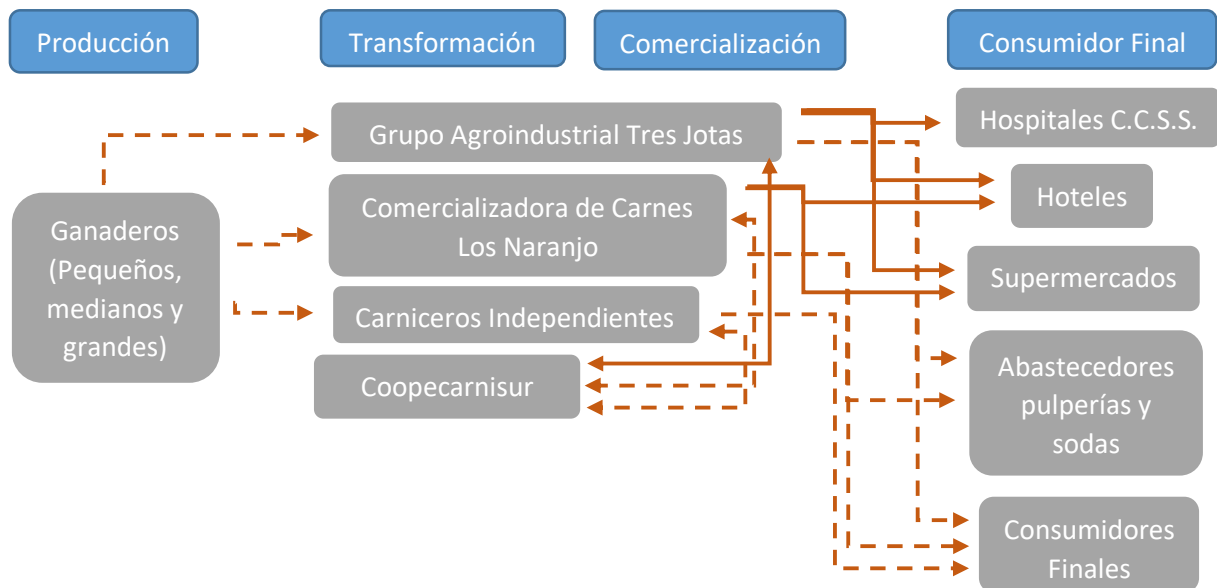 Producción
Transformación
Comercialización
Consumidor Final
Grupo Agroindustrial Tres Jotas
Hospitales C.C.S.S.
Comercializadora de Carnes
Los Naranjo
Hoteles
Ganaderos
(Pequeños,
medianos y
grandes)
Supermercados
Carniceros Independientes
Coopecarnisur
Abastecedores
pulperías y
sodas
Consumidores
Finales